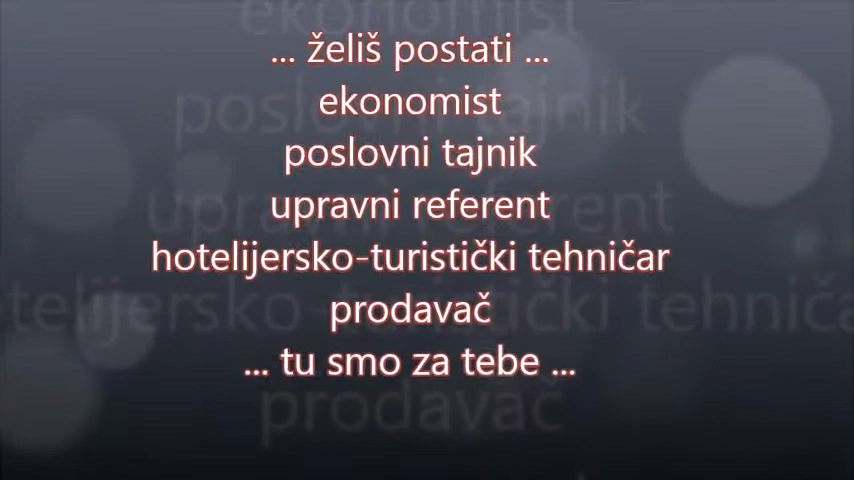 ... želiš postati ...
ekonomist
poslovni tajnik
upravni referent
hotelijersko-turistički tehničar
prodavač
... tu smo za tebe ...